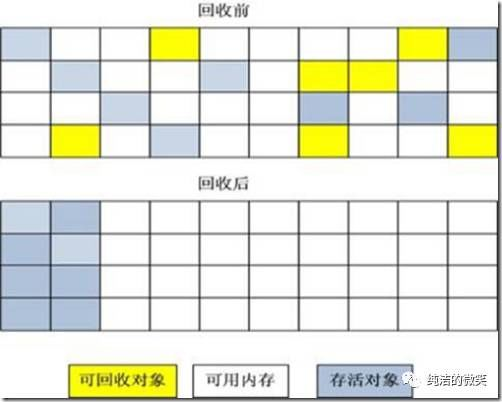 回收前
回收后
可回收对象
可用内存
存活对象
纯洁的微笑